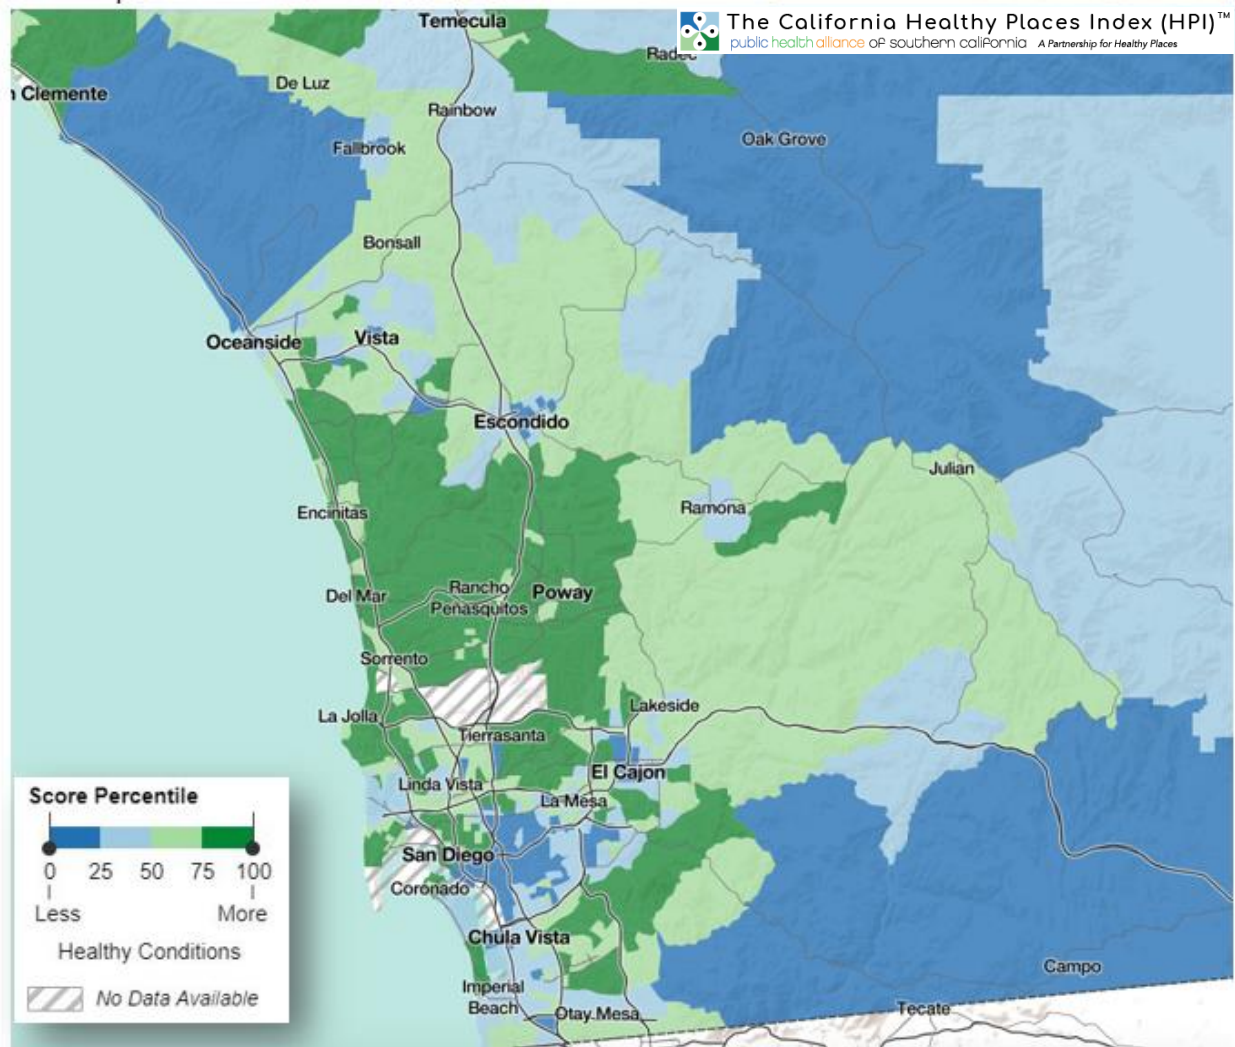 Temecula
The California Healthy Places Index (HPI)™
public health alliance of southern california A Partnership for Healthy Places
Radec
n Clemente
De Luz
Rainbow
Oak Grove
Fallbrook
Bonsall
Oceanside
Vista
Escondido
Julian
Ramona
Encinitas
Del Mar
Rancho
Peñasquitos
Poway
Sorrento
La Jolla
Lakeside
Tierrasanta
El Cajon
Linda Vista
La Mesa
San Diego
Coronado
Chula Vista
Campo
Imperial
Beach
Otay Mesa
Tecate
Score Percentile
0 25 50 75 100
Less More
Healthy Conditions
No Data Available